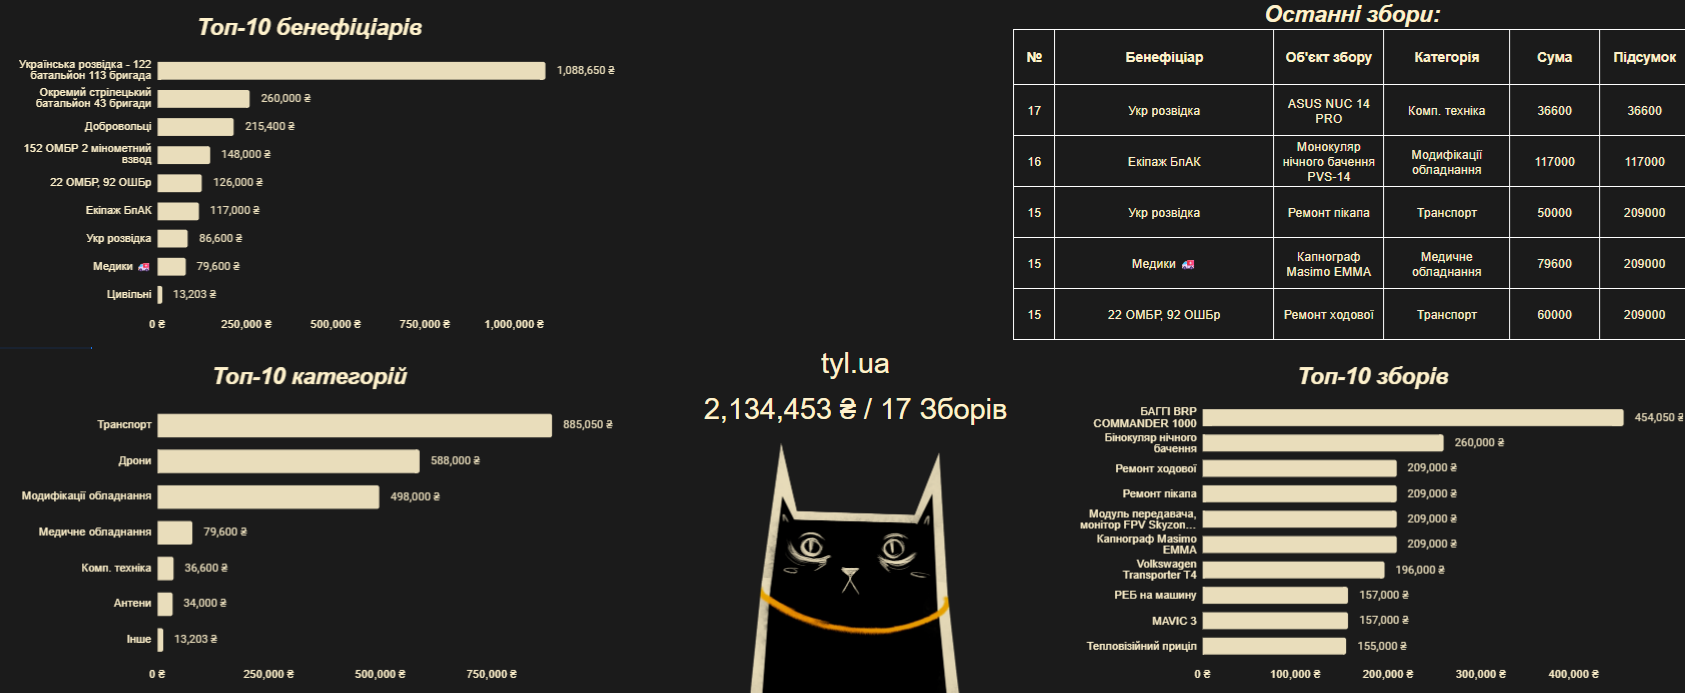 Топ-10 бенефіціарів
Українська розвідка - 122
батальйон 113 бригада
1,088,650 ₴
Окремий стрілецький
батальйон 43 бригади
260,000 ₴
Добровольці
215,400 ₴
152 ОМБР 2 мінометний
взвод
148,000 ₴
22 ОМБР, 92 ОШБр
126,000 ₴
Екіпаж БпАК
117,000 ₴
Укр розвідка
86,600 ₴
Медики 🚑
79,600 ₴
Цивільні
13,203 ₴
0 ₴ 250,000 ₴ 500,000 ₴ 750,000 ₴ 1,000,000 ₴
Останні збори:
№ Бенефіціар Об'єкт збору Категорія Сума Підсумок
17 Укр розвідка ASUS NUC 14 PRO Комп. техніка 36600 36600
16 Екіпаж БпАК Монокуляр нічного бачення PVS-14 Модифікації обладнання 117000 117000
15 Укр розвідка Ремонт пікапа Транспорт 50000 209000
15 Медики 🚑 Капнограф Masimo EMMA Медичне обладнання 79600 209000
15 22 ОМБР, 92 ОШБр Ремонт ходової Транспорт 60000 209000
Топ-10 категорій
Транспорт
885,050 ₴
Дрони
588,000 ₴
Модифікації обладнання
498,000 ₴
Медичне обладнання
79,600 ₴
Комп. техніка
36,600 ₴
Антени
34,000 ₴
Інше
13,203 ₴
0 ₴ 250,000 ₴ 500,000 ₴ 750,000 ₴
tyl.ua
2,134,453 ₴ / 17 Зборів
Топ-10 зборів
БАГГІ BRP
COMMANDER 1000
454,050 ₴
Бінокуляр нічного
бачення
260,000 ₴
Ремонт ходової
209,000 ₴
Ремонт пікапа
209,000 ₴
Модуль передавача,
монітор FPV Skyzon...
209,000 ₴
Капнограф Masimo
EMMA
209,000 ₴
Volkswagen
Transporter T4
196,000 ₴
РЕБ на машину
157,000 ₴
MAVIC 3
157,000 ₴
Тепловізійний приціл
155,000 ₴
0 ₴ 100,000 ₴ 200,000 ₴ 300,000 ₴ 400,000 ₴